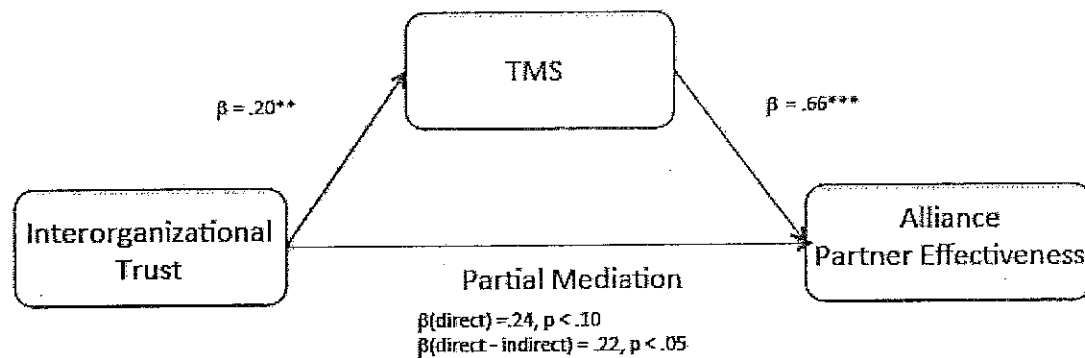 TMS
β = .20**
β = .66***
Interorganizational
Trust
Alliance
Partner Effectiveness
Partial Mediation
β(direct) =.24, p < .10
β(direct - indirect) = .22, p < .05